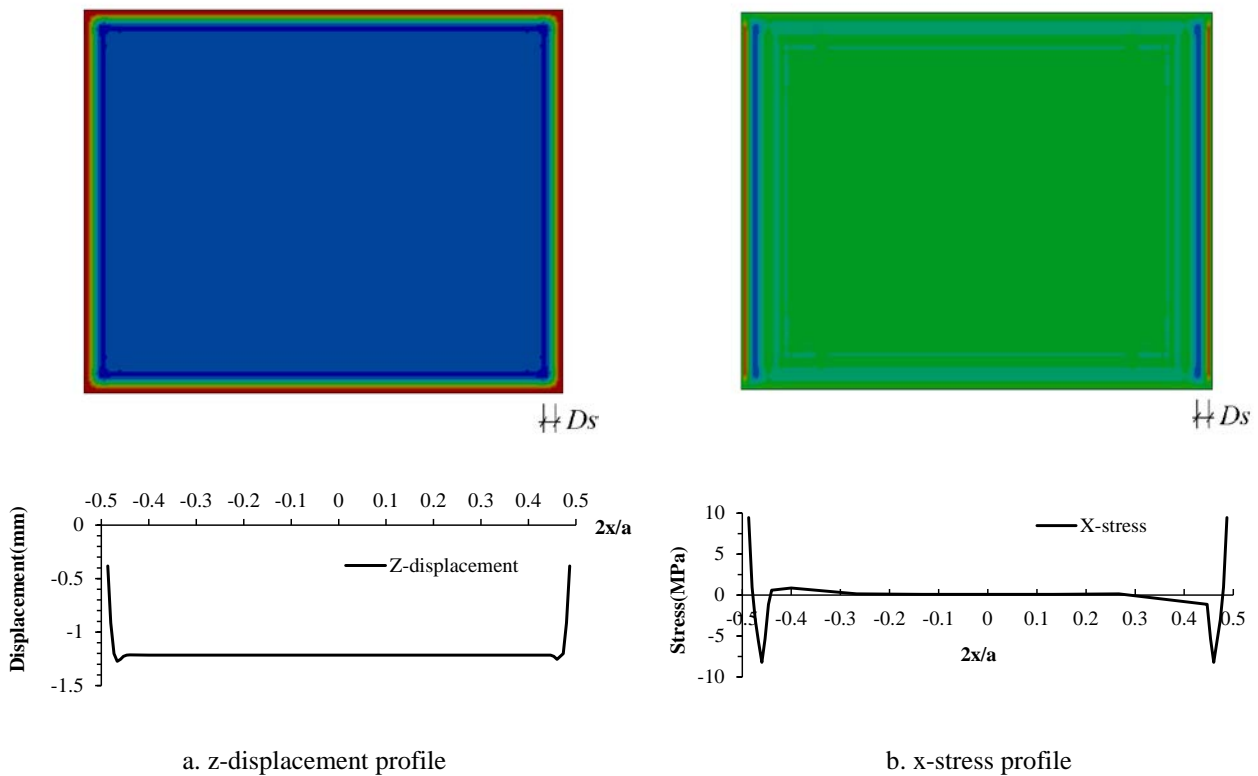 Ds
Ds
-0.5 -0.4 -0.3 -0.2 -0.1 0 0.1 0.2 0.3 0.4 0.5
2x/a
0
-0.5
-1
-1.5
Displacement(mm)
Z-displacement
10
5
0
-5
-10
Stress(MPa)
X-stress
-0.5 -0.4 -0.3 -0.2 -0.1 0 0.1 0.2 0.3 0.4 0.5
2x/a
a. z-displacement profile
b. x-stress profile